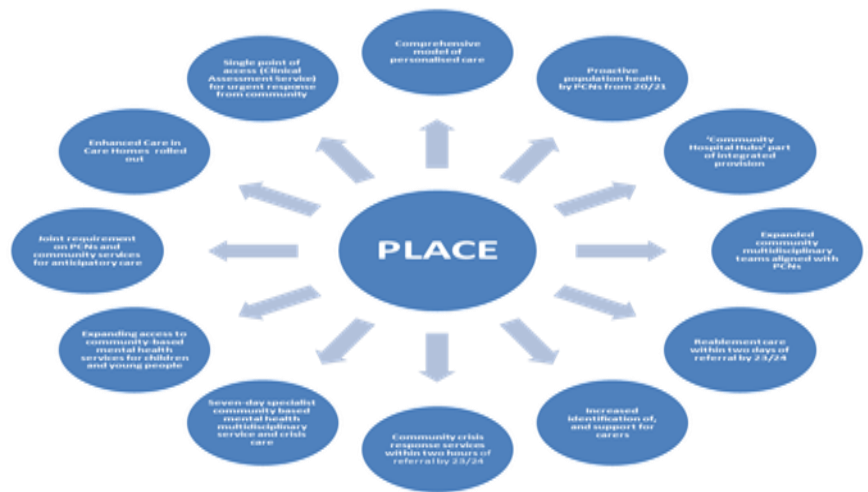 Comprehensive
model of
personalised care
Proactive
population health
by PCNs from 20/21
'Community
Hospital Hubs' part
of integrated
provision
Expanded
community
multidisciplinary
teams aligned with
PCNs
Reablement care
within two days of
referral by 23/24
Increased
identification of,
and support for
carers
Community crisis
response services
within two hours of
referral by 23/24
Seven-day specialist
community based
mental health
multidisciplinary
service and crisis
care
Expanding access to
community-based
mental health
services for children
and young people
Joint requirement
on PCNs and
community services
for anticipatory care
Enhanced Care in
Care Homes rolled
out
Single point of
access (Clinical
Assessment Service)
for urgent response
from community
PLACE